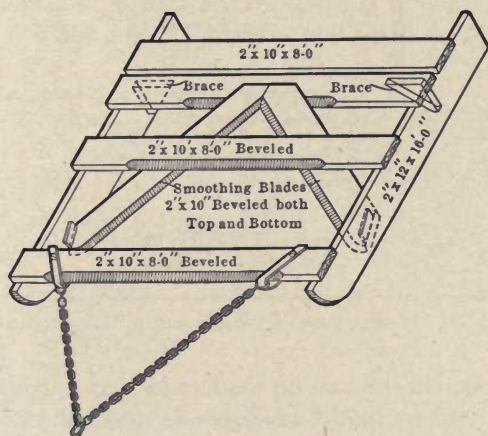 2"x 10"x 8'-0"
Brace
Brace
2"x 10'x 8'-0" Beveled
Smoothing Blades
2"x 10" Beveled both
Top and Bottom
2"x 12"x 16'-0"
2"x 10"x 8'-0" Beveled